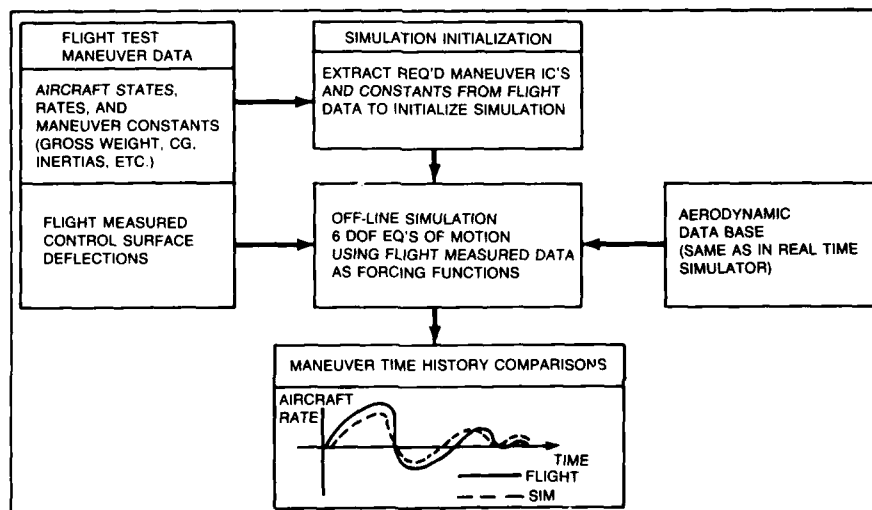 FLIGHT TEST
MANEUVER DATA
AIRCRAFT STATES,
RATES, AND
MANEUVER CONSTANTS
(GROSS WEIGHT, CG,
INERTIAS, ETC.)
FLIGHT MEASURED
CONTROL SURFACE
DEFLECTIONS
SIMULATION INITIALIZATION
EXTRACT REQ'D MANEUVER IC'S
AND CONSTANTS FROM FLIGHT
DATA TO INITIALIZE SIMULATION
OFF-LINE SIMULATION
6 DOF EQ'S OF MOTION
USING FLIGHT MEASURED DATA
AS FORCING FUNCTIONS
AERODYNAMIC
DATA BASE
(SAME AS IN REAL TIME
SIMULATOR)
MANEUVER TIME HISTORY COMPARISONS
AIRCRAFT
RATE
TIME
FLIGHT
SIM